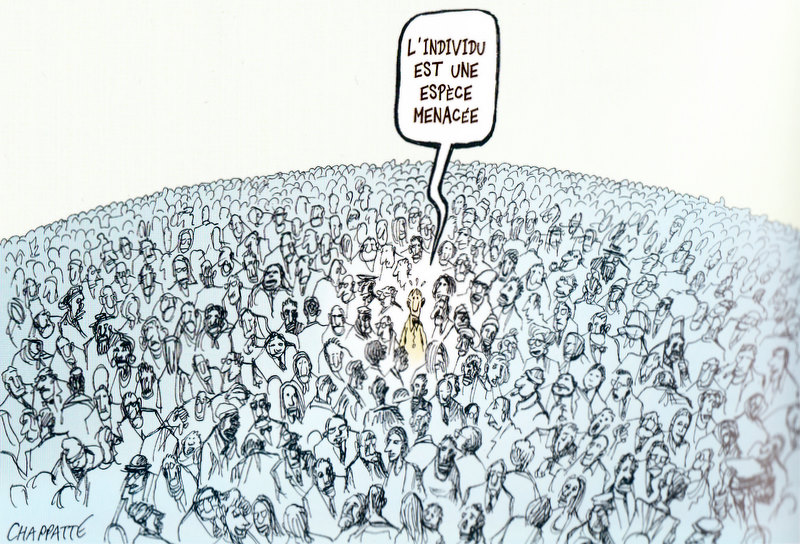 L'INDIVIDU
EST UNE
ESPÈCE
MENACÉE
CHAPPATTE